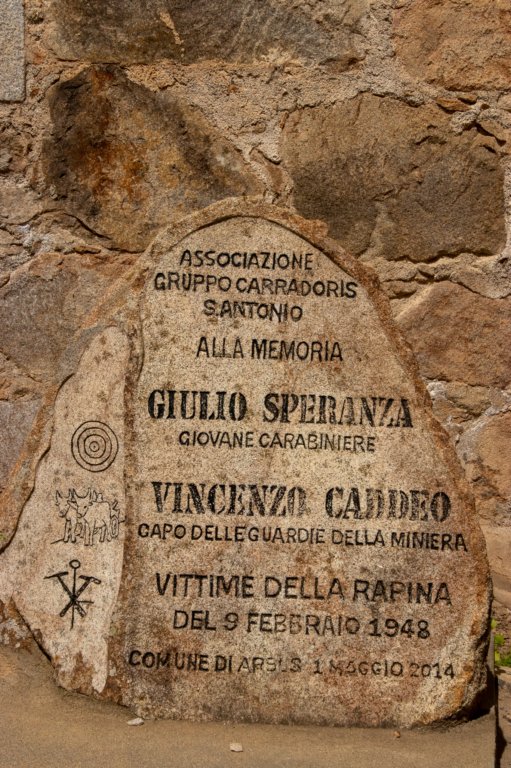 ASSOCIAZIONE
GRUPPO CARRADORIS
S.ANTONIO
ALLA MEMORIA
GIULIO SPERANZA
GIOVANE CARABINIERE
VINCENZO CADDEO
CAPO DELLE GUARDIE DELLA MINIERA
VITTIME DELLA RAPINA
DEL 9 FEBBRAIO 1948
COMUNE DI ARBUS 1 MAGGIO 2014